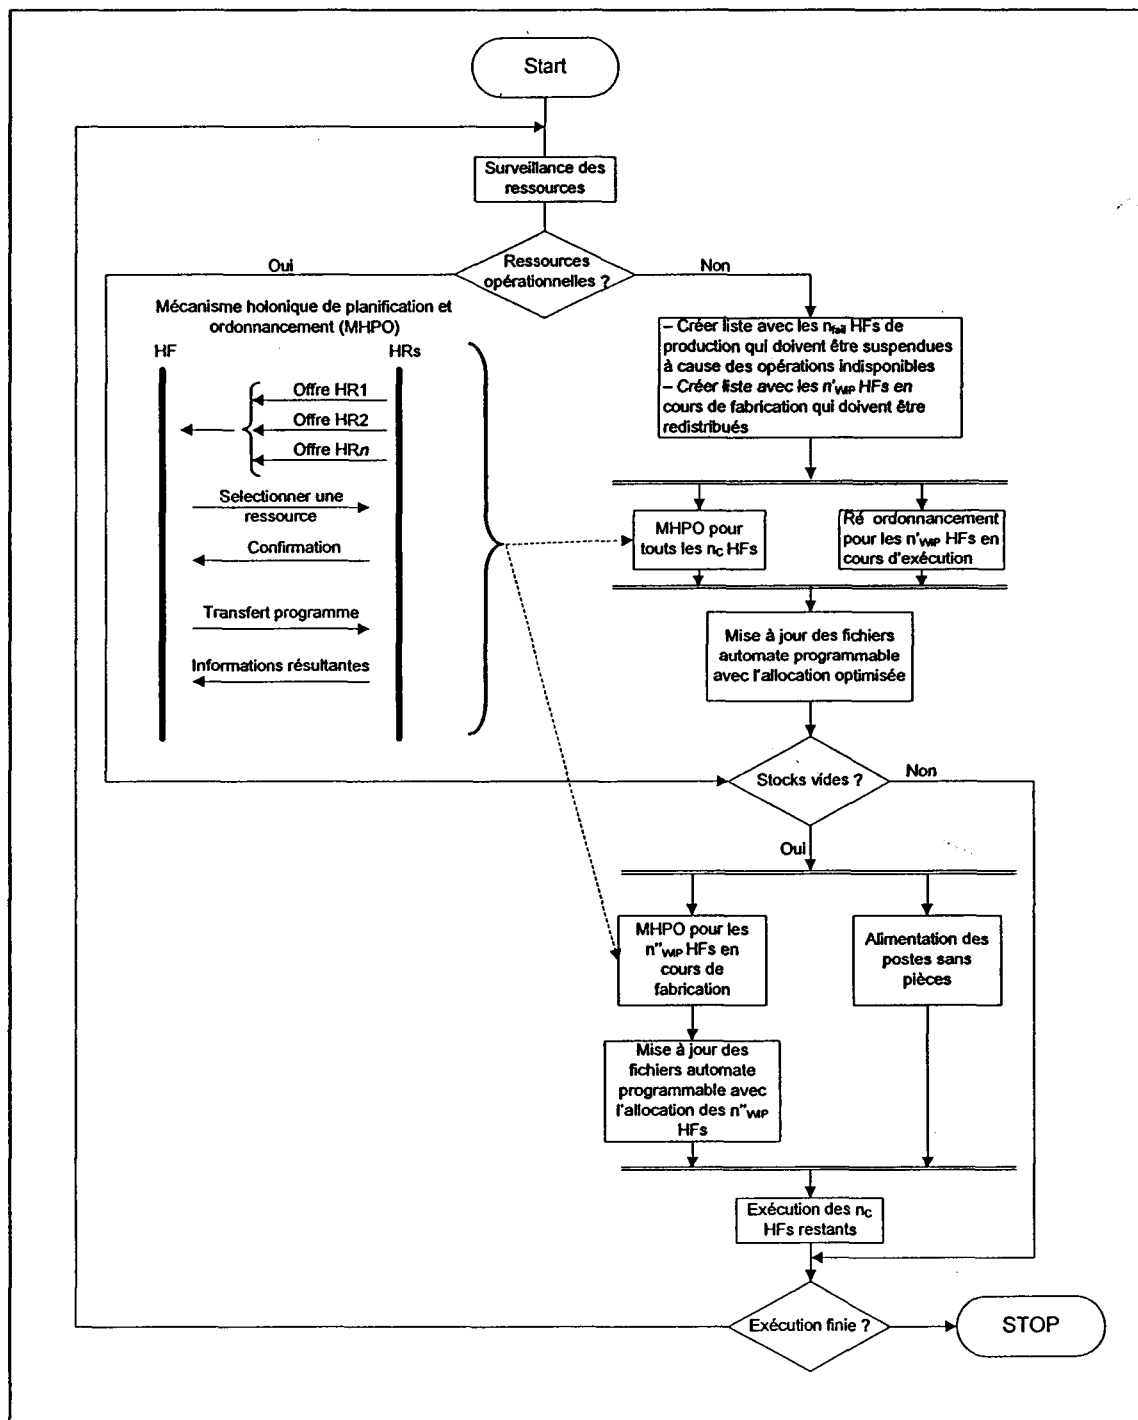 Start
Surveillance des
ressources
Ressources
opérationnelles ?
Oui
Non
Mécanisme holonique de planification et
ordonnancement (MHPO)
HF
HRs
Offre HR1
Offre HR2
Offre HRn
Selectionner une
ressource
Confirmation
Transfert programme
Informations résultantes
– Créer liste avec les nfail HFs de
production qui doivent être suspendues
à cause des opérations indisponibles
– Créer liste avec les n'WIP HFs en
cours de fabrication qui doivent être
redistribués
MHPO pour
touts les nC HFs
Ré ordonnancement
pour les n'WIP HFs en
cours d'exécution
Mise à jour des fichiers
automate programmable
avec l'allocation optimisée
Stocks vides ?
Non
Oui
MHPO pour les
n"WIP HFs en
cours de
fabrication
Alimentation des
postes sans
pièces
Mise à jour des
fichiers automate
programmable avec
l'allocation des n"WIP
HFs
Exécution des nC
HFs restants
Exécution finie ?
STOP